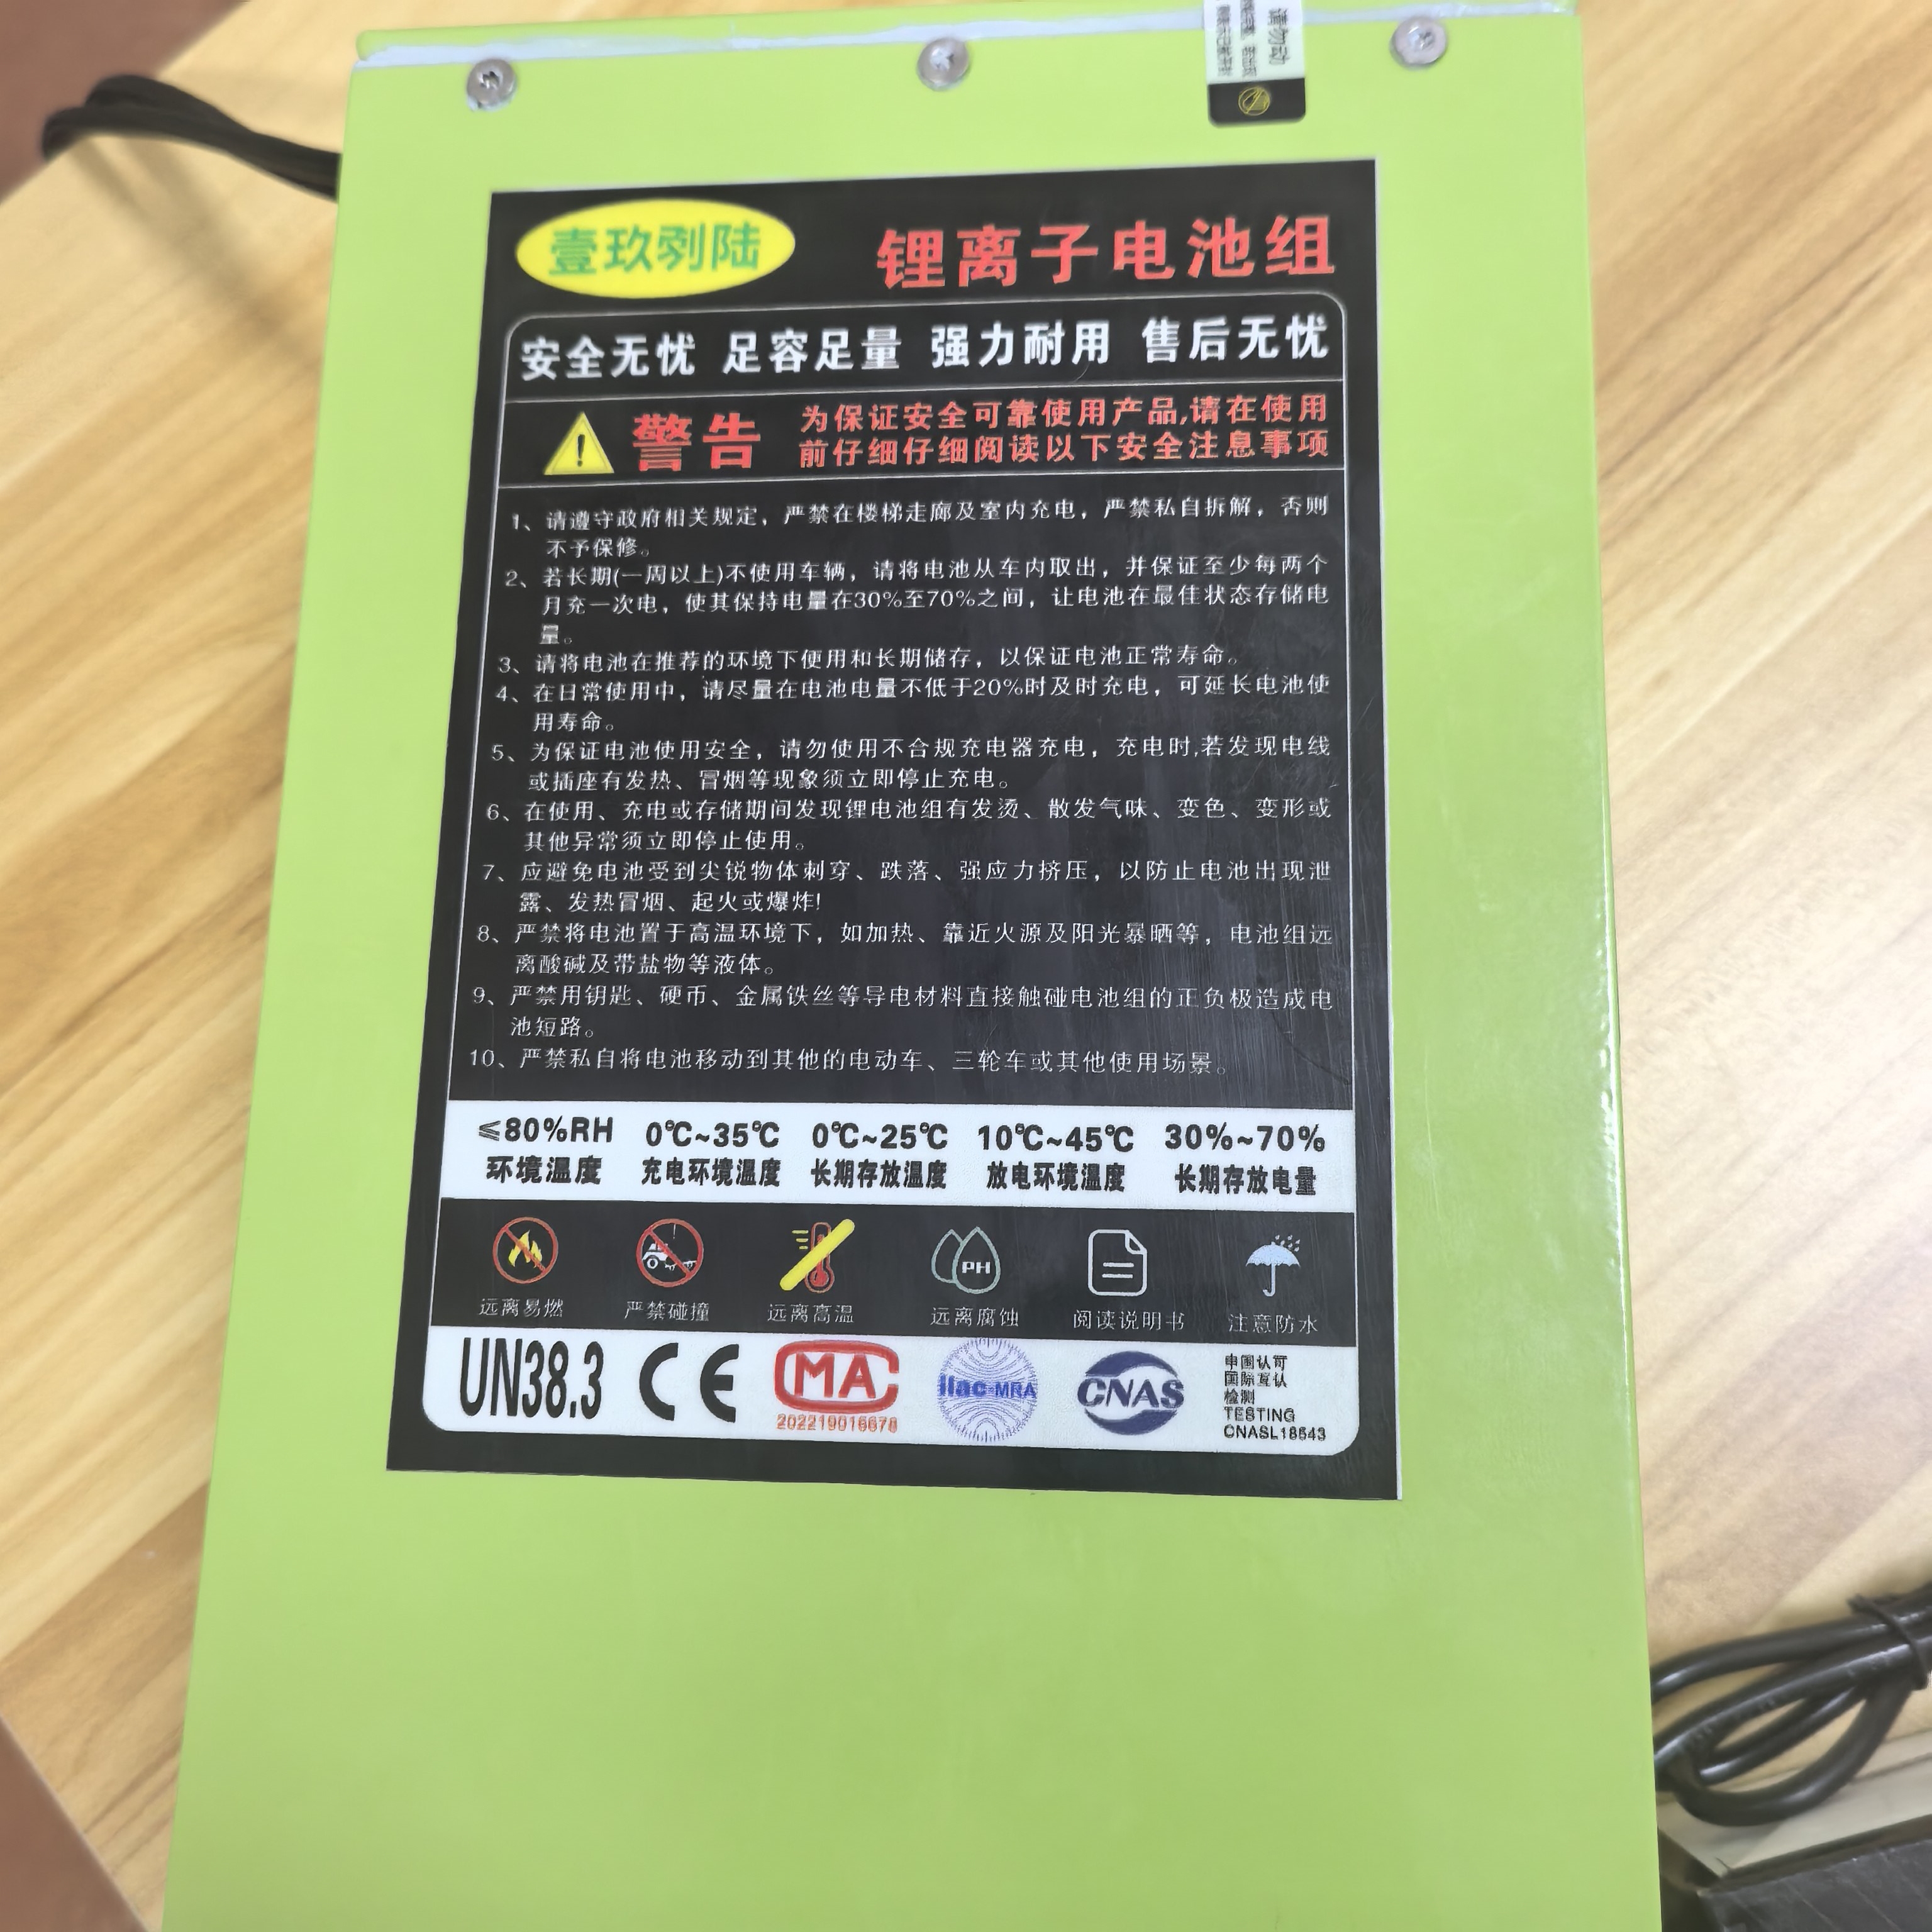 请勿动
壹玖剁陆
锂离子电池组
安全无忧 足容足量 强力耐用 售后无忧
警告
为保证安全可靠使用产品,请在使用
前仔细仔细阅读以下安全注意事项
1、请遵守政府相关规定，严禁在楼梯走廊及室内充电，严禁私自拆解，否则
不予保修。
2、若长期(一周以上)不使用车辆，请将电池从车内取出，并保证至少每两个
月充一次电，使其保持电量在30%至70%之间，让电池在最佳状态存储电
量。
3、请将电池在推荐的环境下使用和长期储存，以保证电池正常寿命。
4、在日常使用中，请尽量在电池电量不低于20%时及时充电，可延长电池使
用寿命。
5、为保证电池使用安全，请勿使用不合规充电器充电，充电时,若发现电线
或插座有发热、冒烟等现象须立即停止充电。
6、在使用、充电或存储期间发现锂电池组有发烫、散发气味、变色、变形或
其他异常须立即停止使用。
7、应避免电池受到尖锐物体刺穿、跌落、强应力挤压，以防止电池出现泄
露、发热冒烟、起火或爆炸!
8、严禁将电池置于高温环境下，如加热、靠近火源及阳光暴晒等，电池组远
离酸碱及带盐物等液体。
9、严禁用钥匙、硬币、金属铁丝等导电材料直接触碰电池组的正负极造成电
池短路。
10、严禁私自将电池移动到其他的电动车、三轮车或其他使用场景。
≤80%RH 0℃~35℃ 0℃~25℃ 10℃~45℃ 30%~70%
环境温度 充电环境温度 长期存放温度 放电环境温度 长期存放电量
PH
远离易燃 严禁碰撞 远离高温 远离腐蚀 阅读说明书 注意防水
UN38.3 CE MA ilac-MRA CNAS
202219016678
中国认可
国际互认
检测
TESTING
CNASL18543